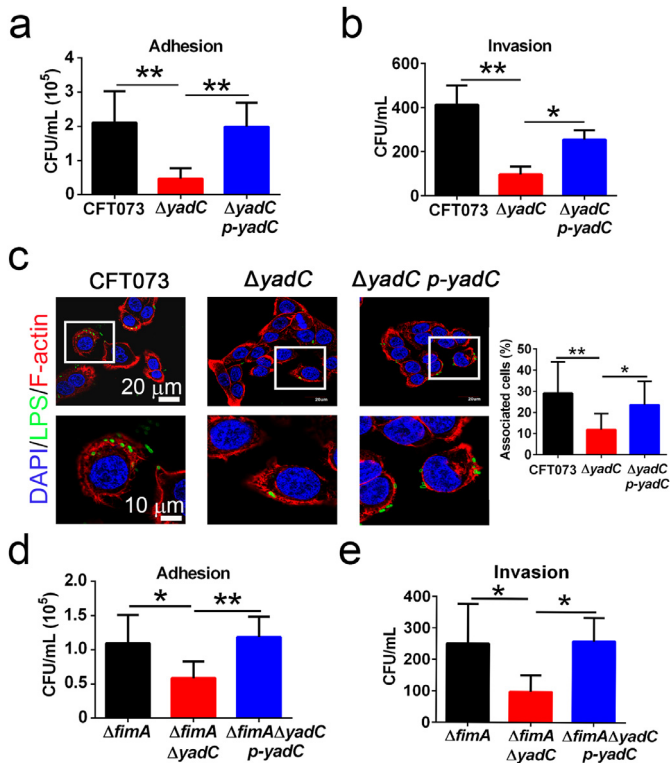 a
Adhesion
CFU/mL (10⁵)
4
3
2
1
0
** **
CFT073 ΔyadC ΔyadC
p-yadC
b
Invasion
CFU/mL
600
400
200
0
** *
CFT073 ΔyadC ΔyadC
p-yadC
c
CFT073 ΔyadC ΔyadC p-yadC
DAPI/LPS/F-actin
20 μm
20um
20um
10 μm
Associated cells (%)
50
40
30
20
10
0
** *
CFT073 ΔyadC ΔyadC
p-yadC
d
Adhesion
CFU/mL (10⁵)
2.0
1.5
1.0
0.5
0.0
* **
ΔfimA ΔfimA ΔfimAΔyadC
ΔyadC p-yadC
e
Invasion
CFU/mL
400
300
200
100
0
* *
ΔfimA ΔfimA ΔfimAΔyadC
ΔyadC p-yadC